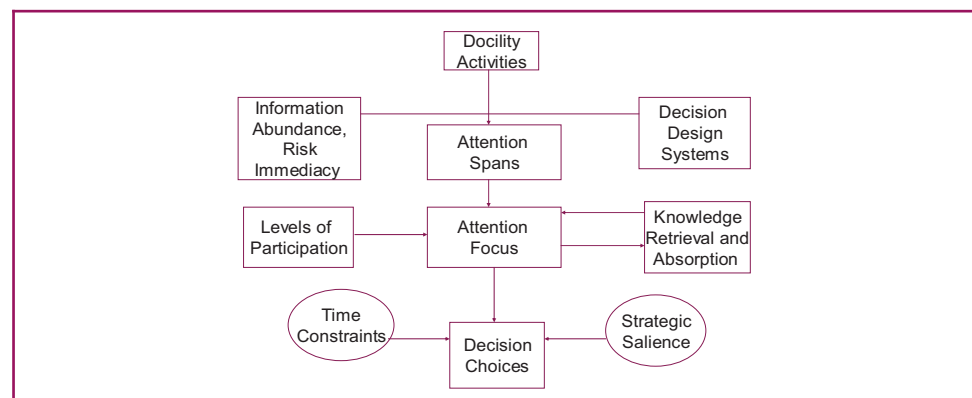 Docility
Activities
Information
Abundance,
Risk
Immediacy
Decision
Design
Systems
Attention
Spans
Levels of
Participation
Attention
Focus
Knowledge
Retrieval and
Absorption
Time
Constraints
Strategic
Salience
Decision
Choices